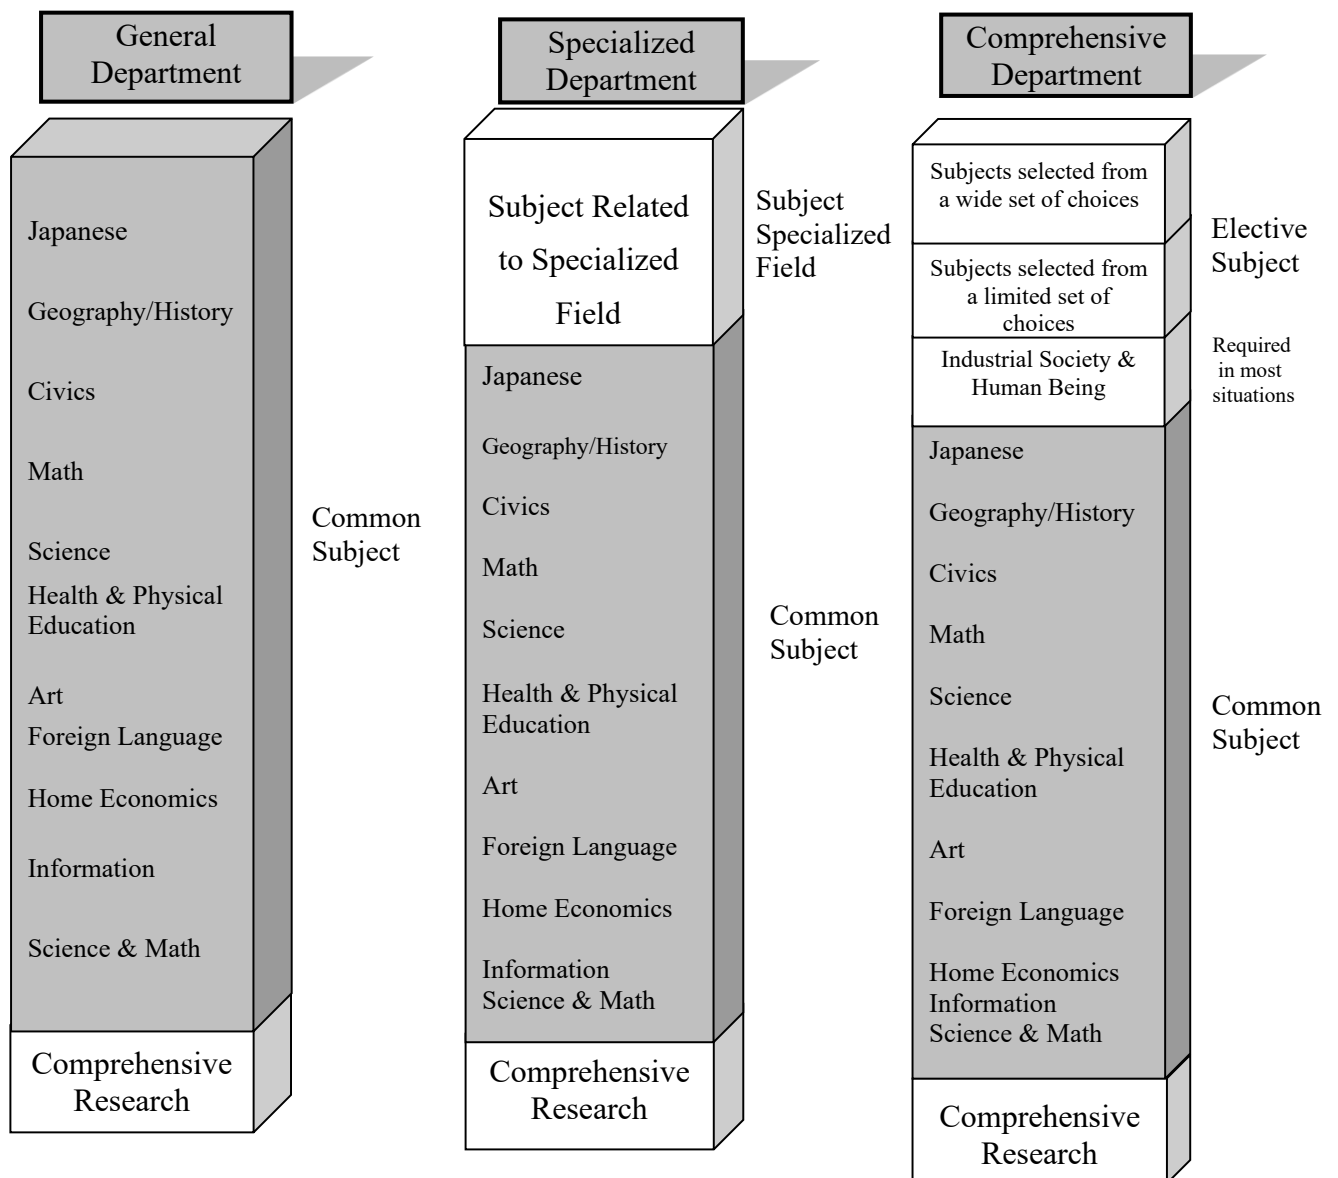 General
Department
Japanese
Geography/History
Civics
Math
Science
Health & Physical
Education
Art
Foreign Language
Home Economics
Information
Science & Math
Comprehensive
Research
Common
Subject
Specialized
Department
Subject Related
to Specialized
Field
Subject
Specialized
Field
Japanese
Geography/History
Civics
Math
Science
Health & Physical
Education
Art
Foreign Language
Home Economics
Information
Science & Math
Comprehensive
Research
Common
Subject
Comprehensive
Department
Subjects selected from
a wide set of choices
Subjects selected from
a limited set of
choices
Elective
Subject
Industrial Society &
Human Being
Required
in most
situations
Japanese
Geography/History
Civics
Math
Science
Health & Physical
Education
Art
Foreign Language
Home Economics
Information
Science & Math
Common
Subject
Comprehensive
Research